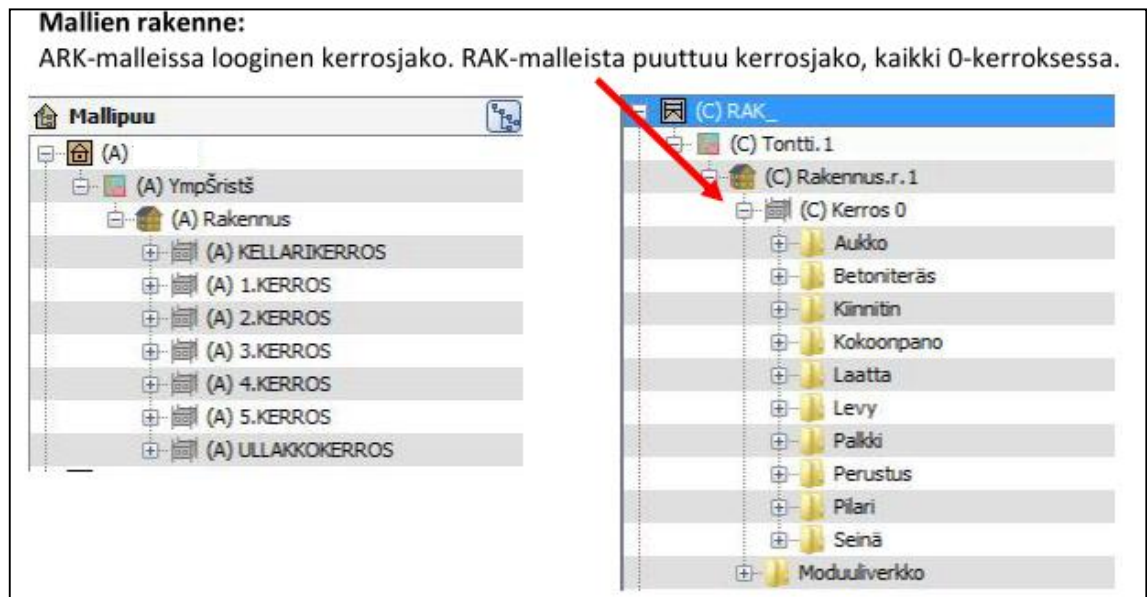 Mallien rakenne:
ARK-malleissa looginen kerrosjako. RAK-malleista puuttuu kerrosjako, kaikki 0-kerroksessa.
Mallipuu
(A)
(A) YmpŠristš
(A) Rakennus
(A) KELLARIKERROS
(A) 1.KERROS
(A) 2.KERROS
(A) 3.KERROS
(A) 4.KERROS
(A) 5.KERROS
(A) ULLAKKOKERROS
(C) RAK_
(C) Tontti.1
(C) Rakennus.r.1
(C) Kerros 0
Aukko
Betoniteräs
Kiinnitin
Kokoonpano
Laatta
Levy
Palkki
Perustus
Pilari
Seinä
Moduuliverkko